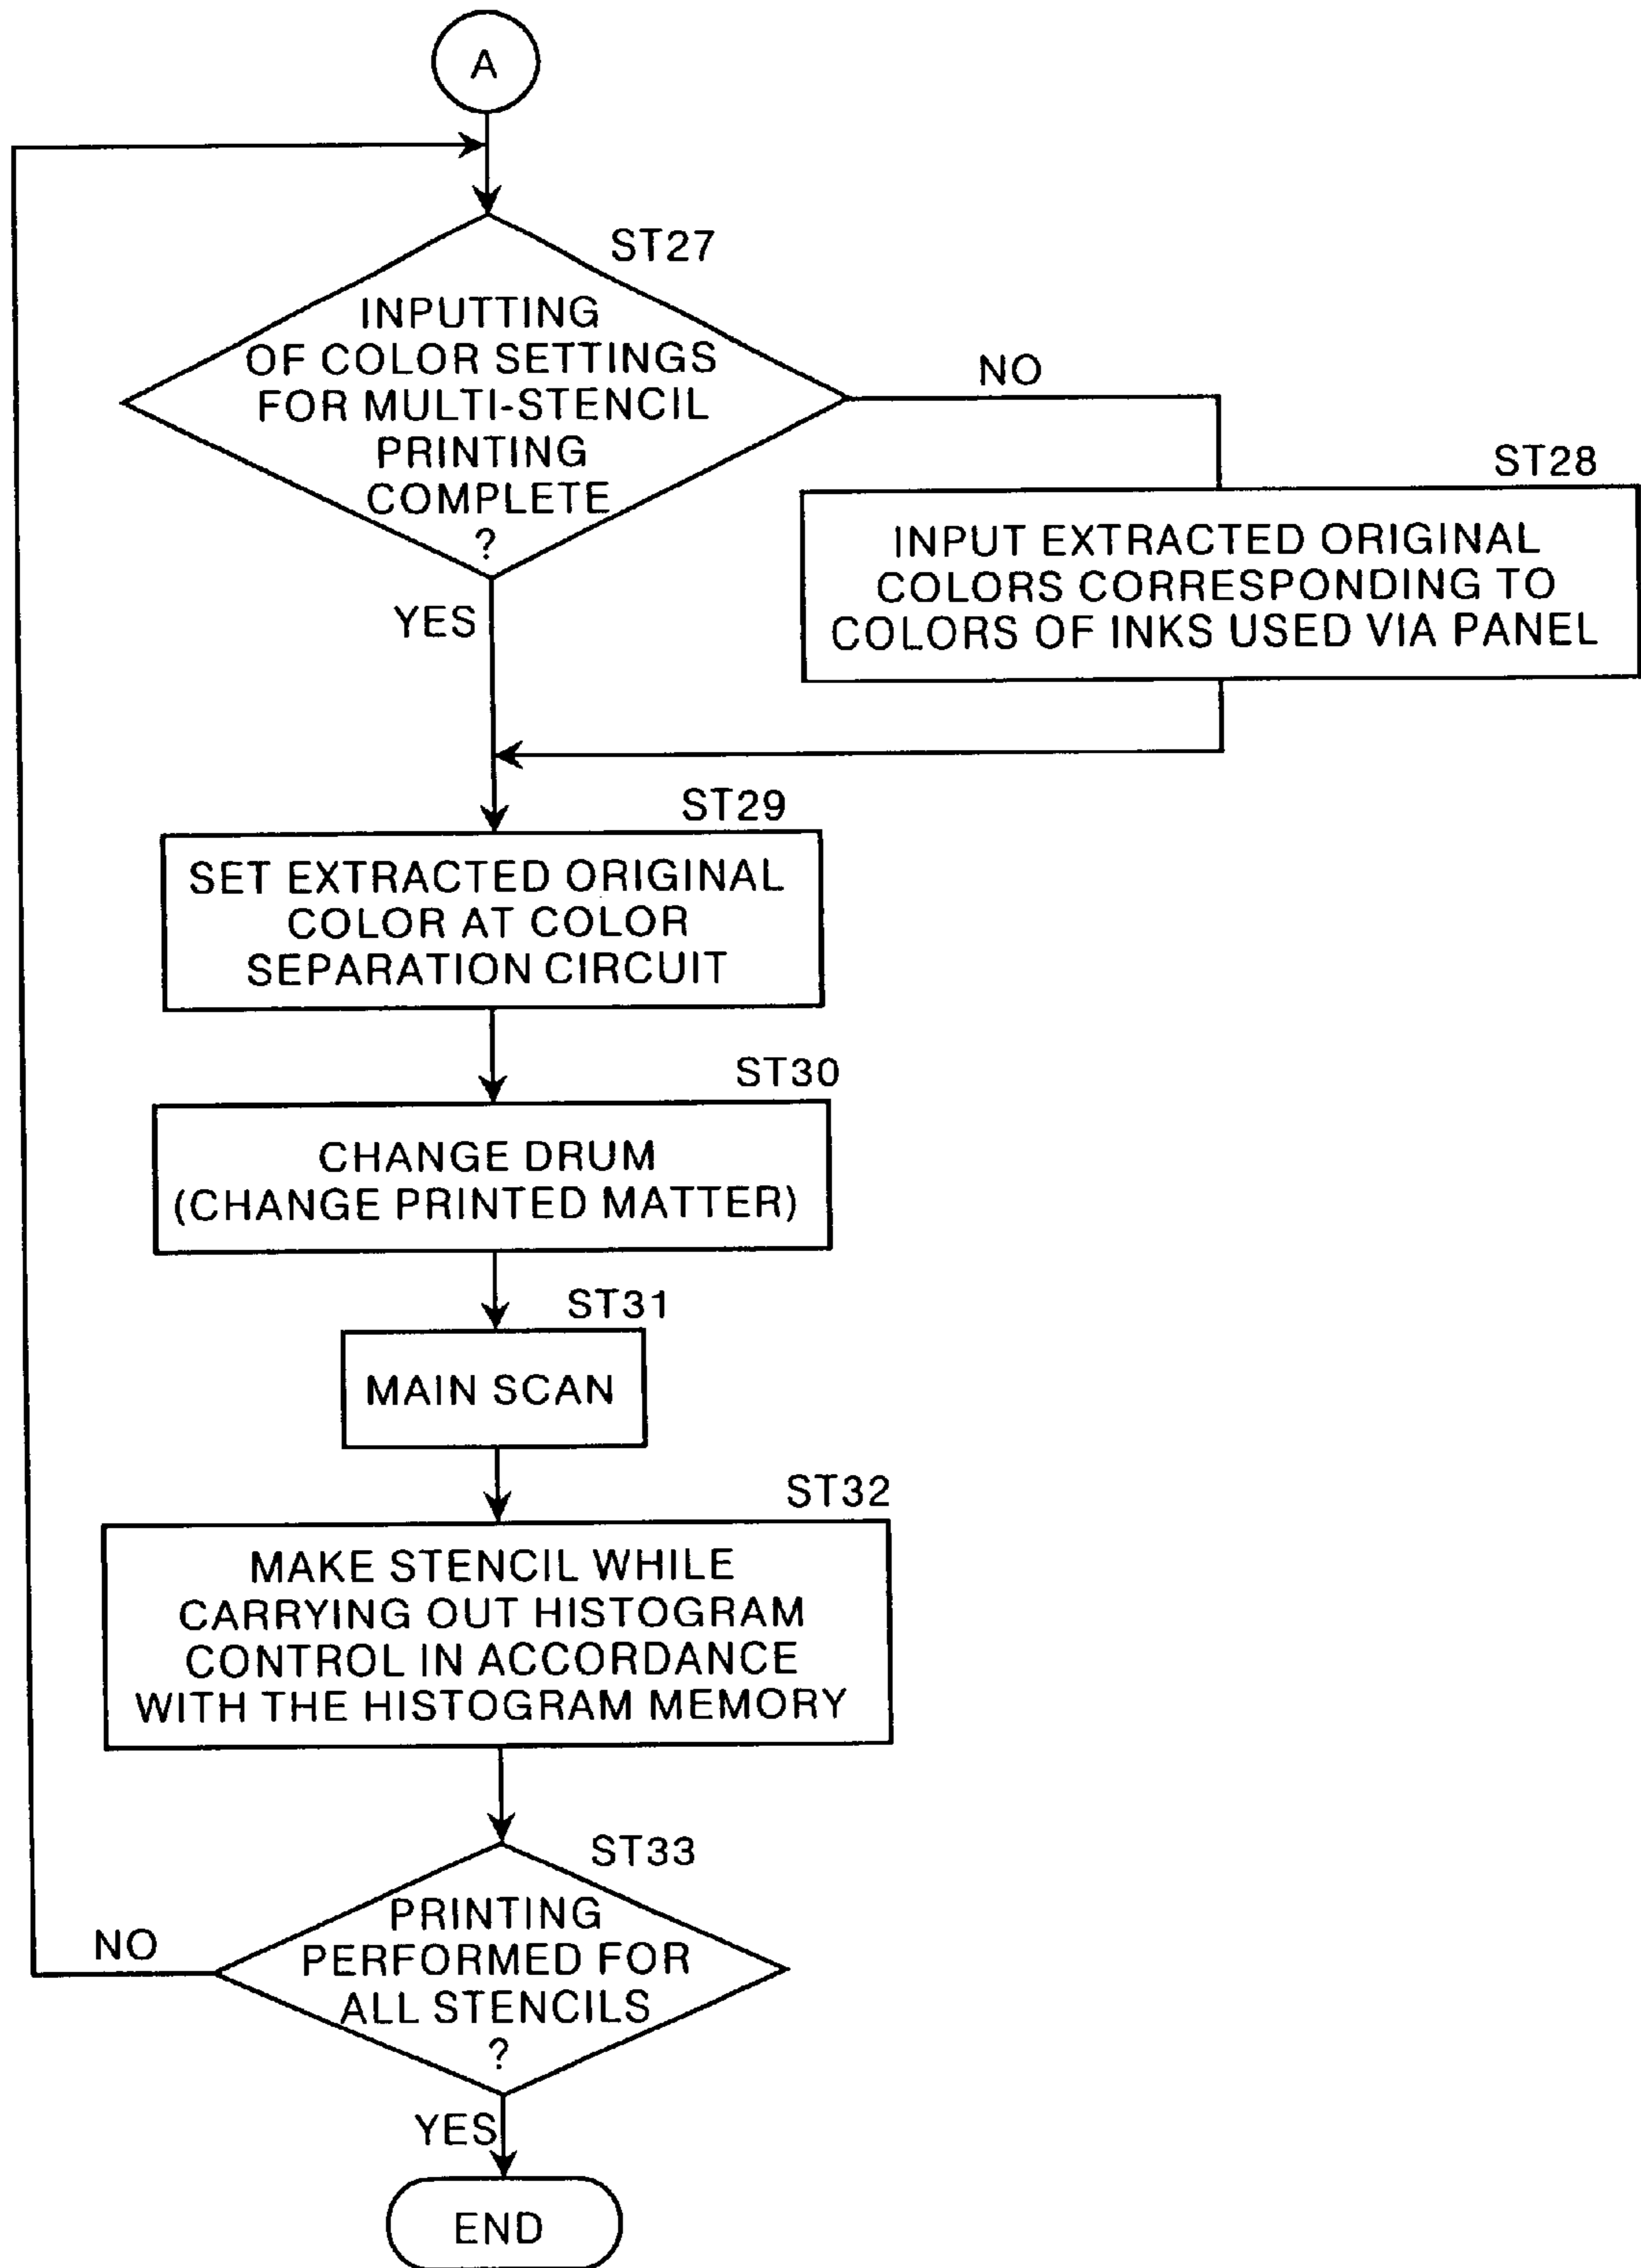 A
ST27
INPUTTING
OF COLOR SETTINGS
FOR MULTI-STENCIL
PRINTING
COMPLETE
?
NO
YES
ST28
INPUT EXTRACTED ORIGINAL
COLORS CORRESPONDING TO
COLORS OF INKS USED VIA PANEL
ST29
SET EXTRACTED ORIGINAL
COLOR AT COLOR
SEPARATION CIRCUIT
ST30
CHANGE DRUM
(CHANGE PRINTED MATTER)
ST31
MAIN SCAN
ST32
MAKE STENCIL WHILE
CARRYING OUT HISTOGRAM
CONTROL IN ACCORDANCE
WITH THE HISTOGRAM MEMORY
ST33
PRINTING
PERFORMED FOR
ALL STENCILS
?
NO
YES
END